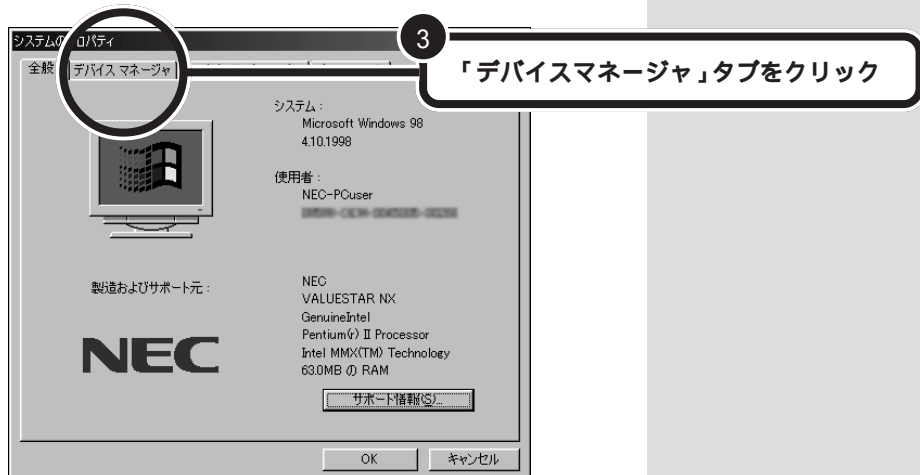 システムの
ロパティ
3
「デバイスマネージャ」タブをクリック
全般
デバイス マネージャ
システム:
Microsoft Windows 98
4.10.1998
使用者:
NEC-PCuser
製造およびサポート元:
NEC
NEC
VALUESTAR NX
GenuineIntel
Pentium(r) II Processor
Intel MMX(TM) Technology
63.0MB の RAM
サポート情報(S)...
OK
キャンセル